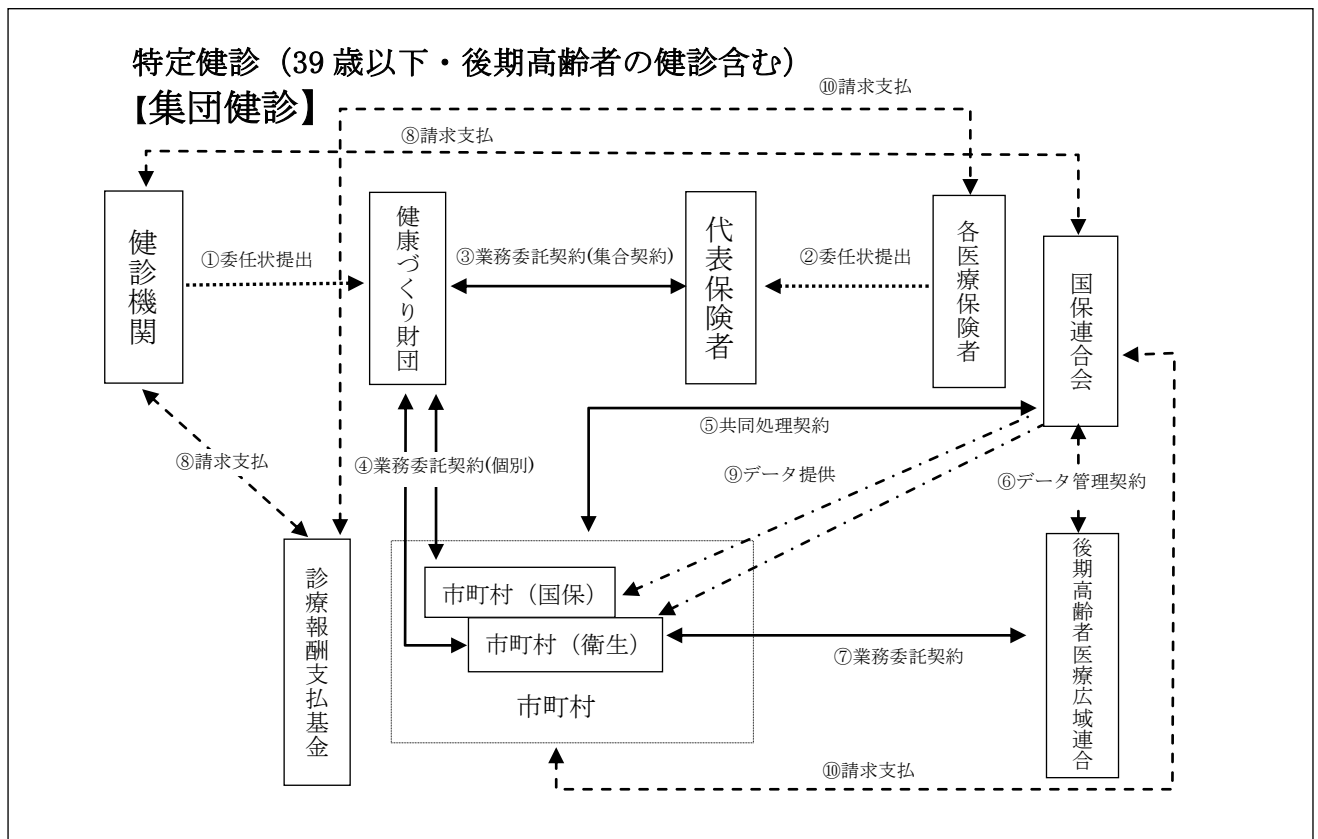 特定健診（39 歳以下・後期高齢者の健診含む）
【集団健診】
⑩請求支払
⑧請求支払
健診機関
①委任状提出
健康づくり財団
③業務委託契約(集合契約)
代表保険者
②委任状提出
各医療保険者
国保連合会
⑤共同処理契約
⑧請求支払
④業務委託契約(個別)
⑨データ提供
⑥データ管理契約
診療報酬支払基金
市町村（国保）
市町村（衛生）
⑦業務委託契約
後期高齢者医療広域連合
市町村
⑩請求支払